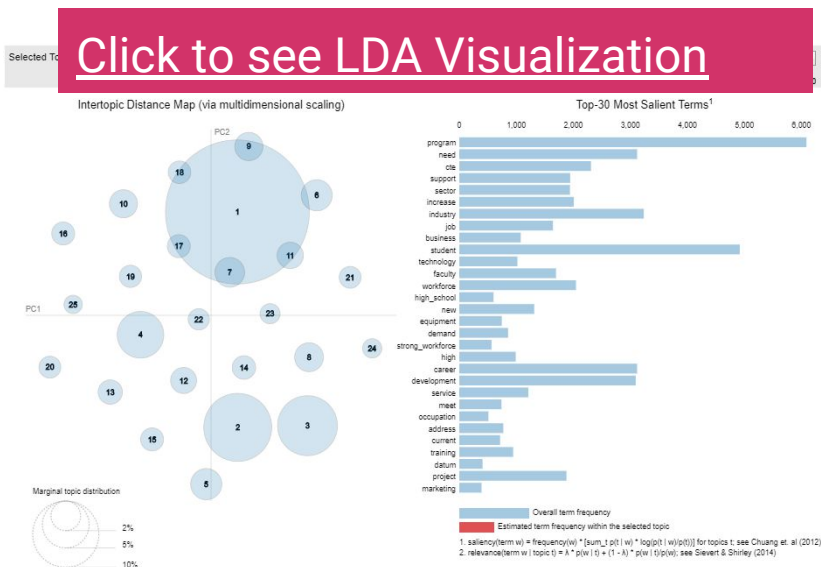 Click to see LDA Visualization
Selected To
0
Intertopic Distance Map (via multidimensional scaling)
PC2
PC1
9
18
6
10
1
16
17
11
7
19
21
25
22
23
4
24
8
20
14
12
13
2
3
15
5
Marginal topic distribution
2%
5%
10%
Top-30 Most Salient Terms1
0 1,000 2,000 3,000 4,000 5,000 6,000
program
need
cte
support
sector
increase
industry
job
business
student
technology
faculty
workforce
high_school
new
equipment
demand
strong_workforce
high
career
development
service
meet
occupation
address
current
training
datum
project
marketing
Overall term frequency
Estimated term frequency within the selected topic
1. saliency(term w) = frequency(w) * [sum_t p(t | w) * log(p(t | w)/p(t))] for topics t; see Chuang et. al (2012)
2. relevance(term w | topic t) = λ * p(w | t) + (1 - λ) * p(w | t)/p(w); see Sievert & Shirley (2014)